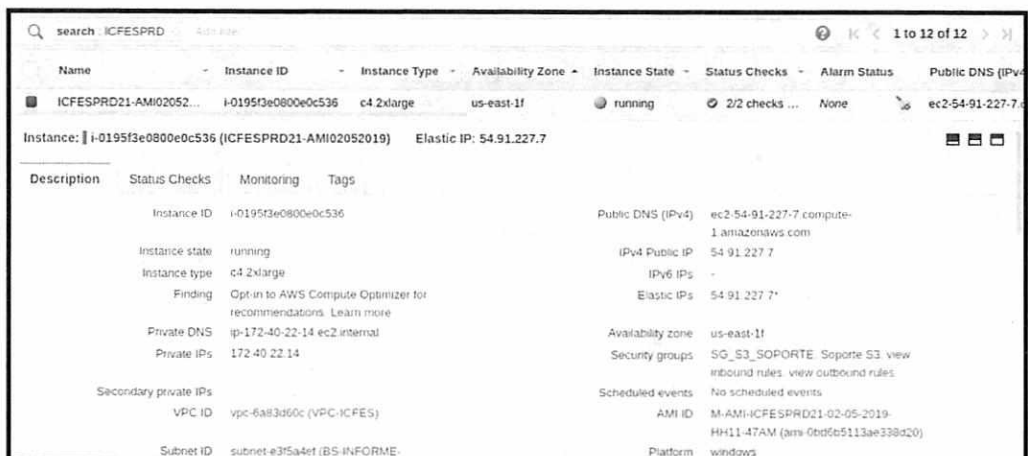 search : ICFESPRD Add filter 1 to 12 of 12
Name Instance ID Instance Type Availability Zone Instance State Status Checks Alarm Status Public DNS (IPv4
ICFESPRD21-AMI02052... i-0195f3e0800e0c536 c4.2xlarge us-east-1f running 2/2 checks ... None ec2-54-91-227-7.c
Instance: i-0195f3e0800e0c536 (ICFESPRD21-AMI02052019) Elastic IP: 54.91.227.7
Description Status Checks Monitoring Tags
Instance ID i-0195f3e0800e0c536
Instance state running
Instance type c4.2xlarge
Finding Opt-in to AWS Compute Optimizer for
recommendations. Learn more
Private DNS ip-172-40-22-14.ec2.internal
Private IPs 172.40.22.14
Secondary private IPs
VPC ID vpc-6a83d60c (VPC-ICFES)
Subnet ID subnet-e3f5a4ef (BS-INFORME-
Public DNS (IPv4) ec2-54-91-227-7.compute-
1.amazonaws.com
IPv4 Public IP 54.91.227.7
IPv6 IPs -
Elastic IPs 54.91.227.7*
Availability zone us-east-1f
Security groups SG_S3_SOPORTE, Soporte S3. view
inbound rules. view outbound rules
Scheduled events No scheduled events
AMI ID M-AMI-ICFESPRD21-02-05-2019-
HH11-47AM (ami-0bd6b5113ae338d20)
Platform windows